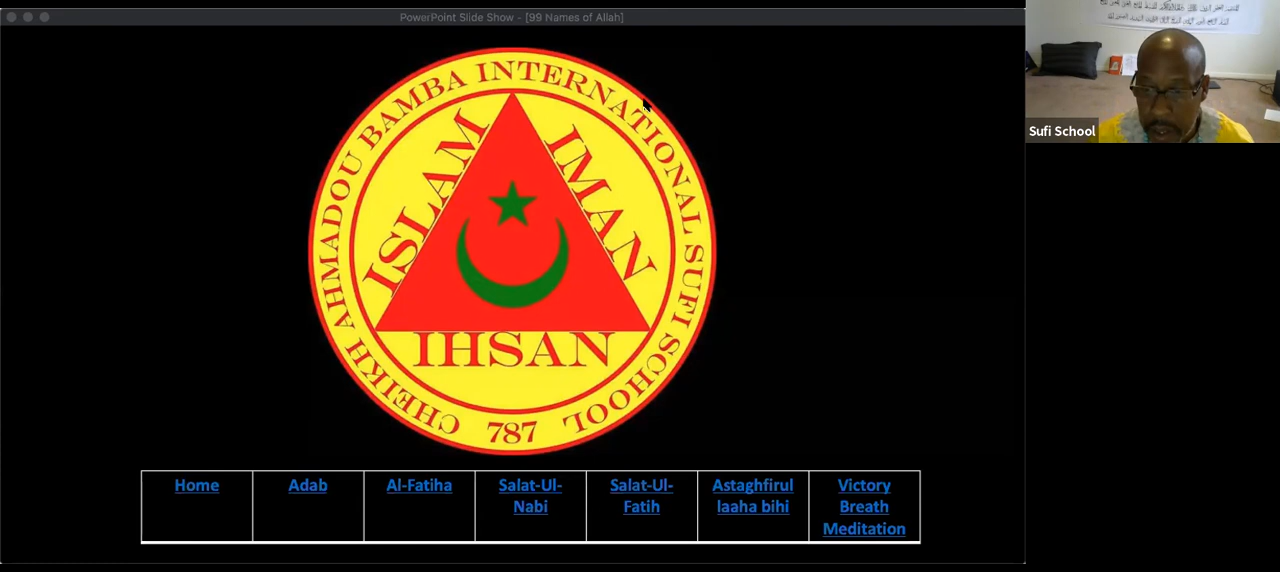 PowerPoint Slide Show - [99 Names of Allah]
CHEIKH AHMADOU BAMBA INTERNATIONAL SUFI SCHOOL
787
ISLAM
IMAN
IHSAN
Home
Adab
Al-Fatiha
Salat-Ul-
Nabi
Salat-Ul-
Fatih
Astaghfirul
laaha bihi
Victory
Breath
Meditation
Sufi School